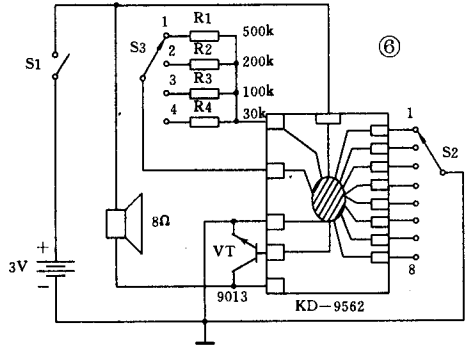 ⑥
1 R1 500k
S3 2 R2 200k
3 R3 100k
4 R4 30k
S1
1
S2
8Ω
VT
3V + −
9013
8
KD-9562